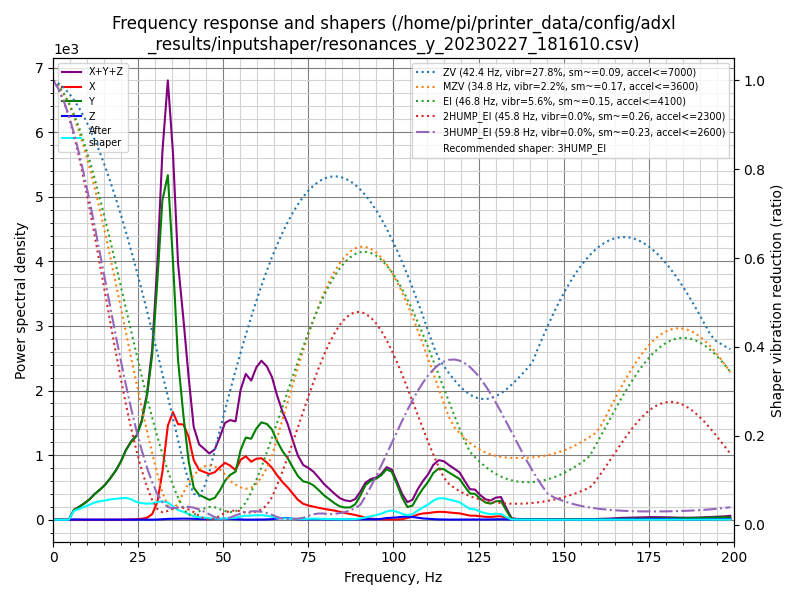 Frequency response and shapers (/home/pi/printer_data/config/adxl
_results/inputshaper/resonances_y_20230227_181610.csv)
1e3
X+Y+Z
X
Y
Z
After
shaper
ZV (42.4 Hz, vibr=27.8%, sm~=0.09, accel<=7000)
MZV (34.8 Hz, vibr=2.2%, sm~=0.17, accel<=3600)
EI (46.8 Hz, vibr=5.6%, sm~=0.15, accel<=4100)
2HUMP_EI (45.8 Hz, vibr=0.0%, sm~=0.26, accel<=2300)
3HUMP_EI (59.8 Hz, vibr=0.0%, sm~=0.23, accel<=2600)
Recommended shaper: 3HUMP_EI
Power spectral density
7
6
5
4
3
2
1
0
1.0
0.8
0.6
0.4
0.2
0.0
Shaper vibration reduction (ratio)
0 25 50 75 100 125 150 175 200
Frequency, Hz